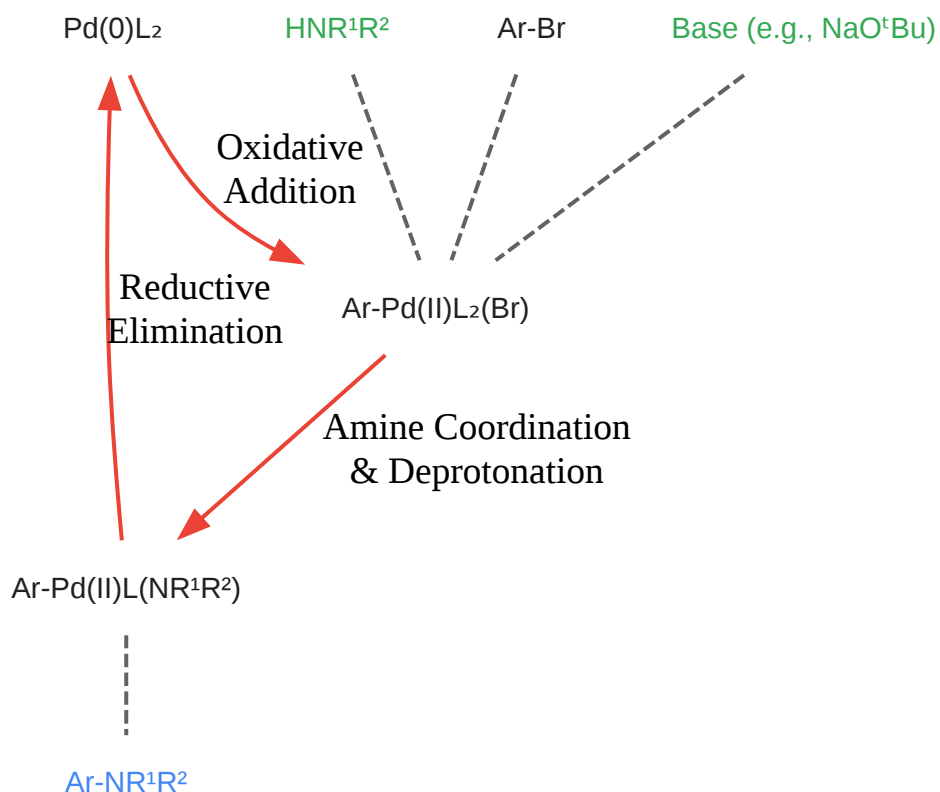 Pd(0)L₂
HNR¹R²
Ar-Br
Base (e.g., NaOᵗBu)
Oxidative
Addition
Reductive
Elimination
Ar-Pd(II)L₂(Br)
Amine Coordination
& Deprotonation
Ar-Pd(II)L(NR¹R²)
Ar-NR¹R²